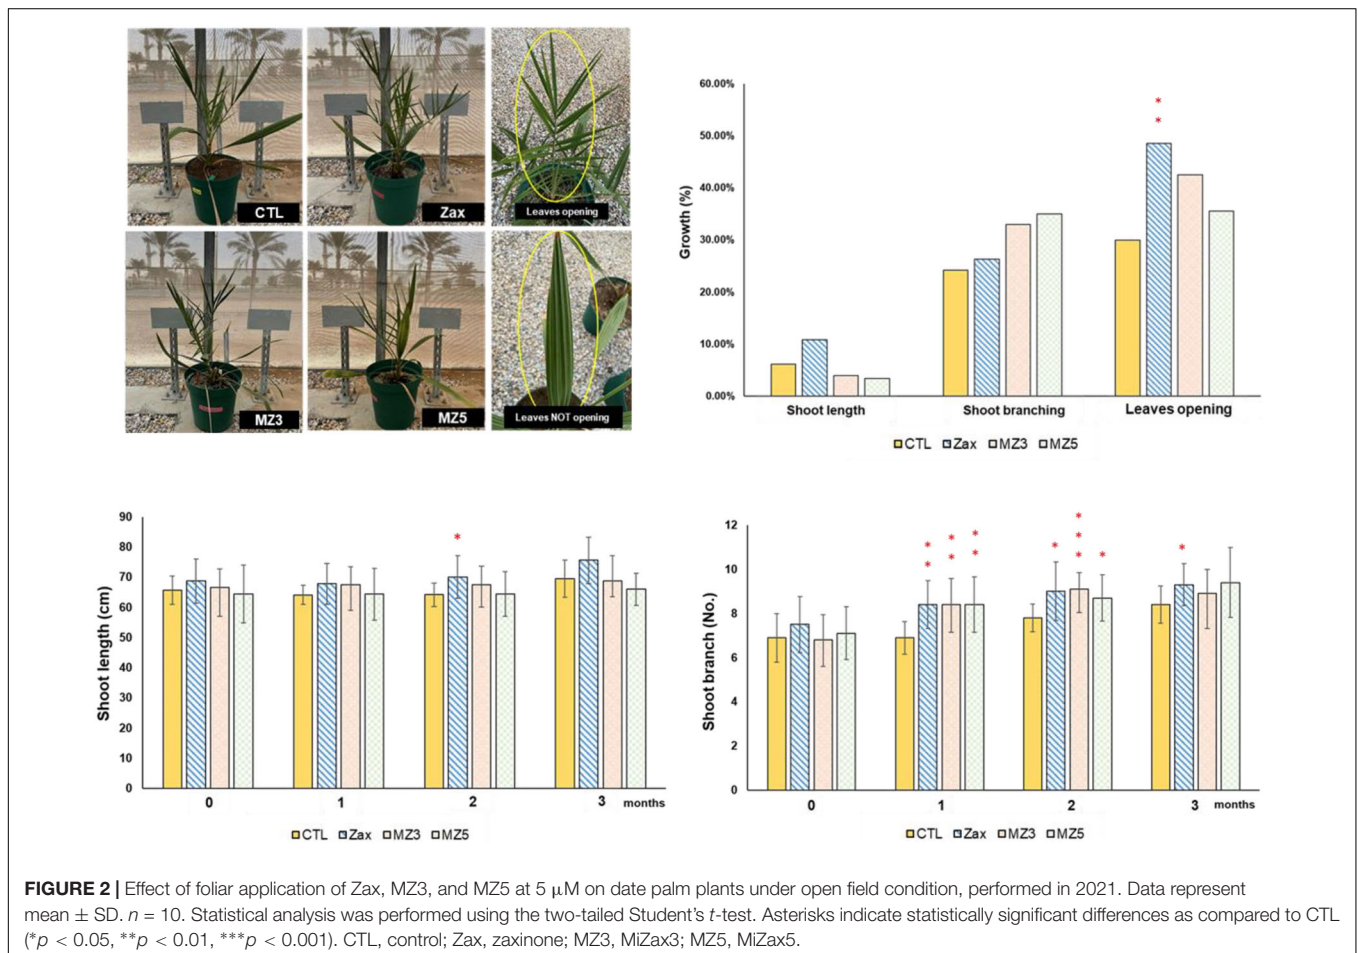 CTL
Zax
Leaves opening
MZ3
MZ5
Leaves NOT opening
60.00%
50.00%
40.00%
30.00%
20.00%
10.00%
0.00%
Growth (%)
* *
Shoot length Shoot branching Leaves opening
CTL Zax MZ3 MZ5
90
80
70
60
50
40
30
20
10
0
Shoot length (cm)
*
0 1 2 3 months
CTL Zax MZ3 MZ5
12
10
8
6
4
2
0
Shoot branch (No.)
* * * * * * * * * * * *
0 1 2 3 months
CTL Zax MZ3 MZ5
FIGURE 2 | Effect of foliar application of Zax, MZ3, and MZ5 at 5 μM on date palm plants under open field condition, performed in 2021. Data represent
mean ± SD. n = 10. Statistical analysis was performed using the two-tailed Student's t-test. Asterisks indicate statistically significant differences as compared to CTL
(*p < 0.05, **p < 0.01, ***p < 0.001). CTL, control; Zax, zaxinone; MZ3, MiZax3; MZ5, MiZax5.